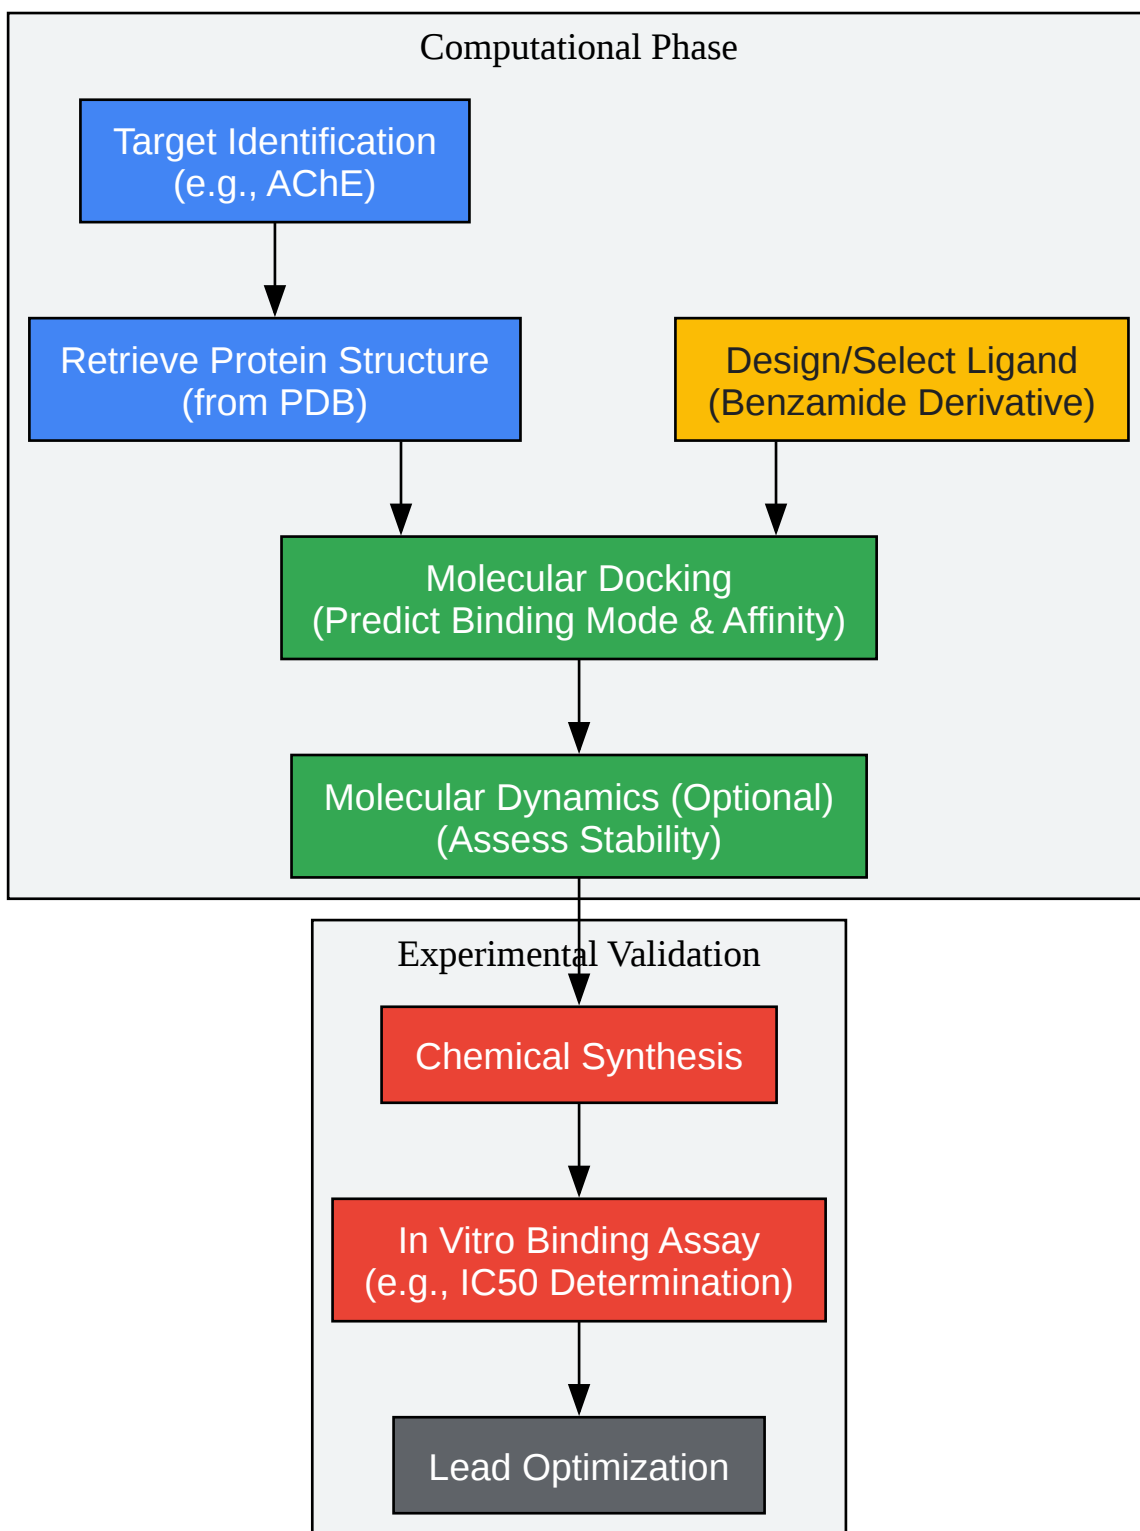 Computational Phase
Target Identification
(e.g., AChE)
Retrieve Protein Structure
(from PDB)
Design/Select Ligand
(Benzamide Derivative)
Molecular Docking
(Predict Binding Mode & Affinity)
Molecular Dynamics (Optional)
(Assess Stability)
Experimental Validation
Chemical Synthesis
In Vitro Binding Assay
(e.g., IC50 Determination)
Lead Optimization